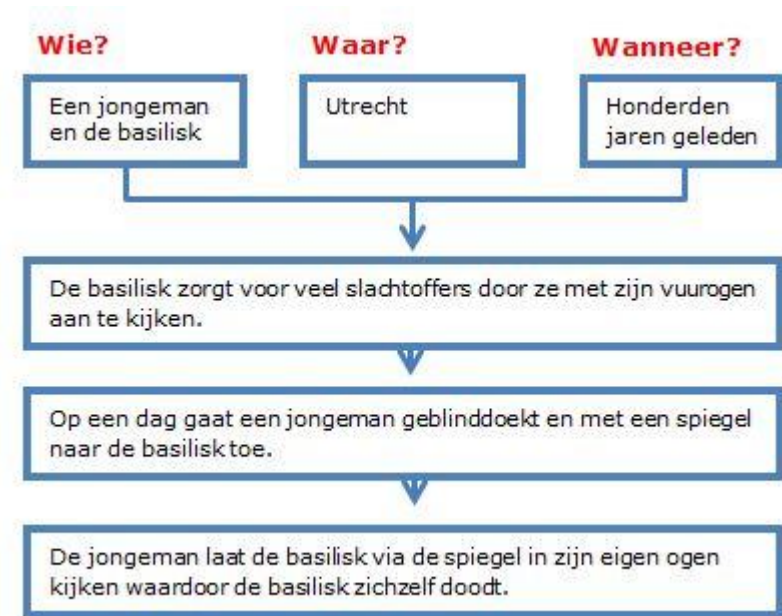 Wie?
Waar?
Wanneer?
Een jongeman
en de basilisk
Utrecht
Honderden
jaren geleden
De basilisk zorgt voor veel slachtoffers door ze met zijn vuurogen
aan te kijken.
Op een dag gaat een jongeman geblinddoekt en met een spiegel
naar de basilisk toe.
De jongeman laat de basilisk via de spiegel in zijn eigen ogen
kijken waardoor de basilisk zichzelf doodt.